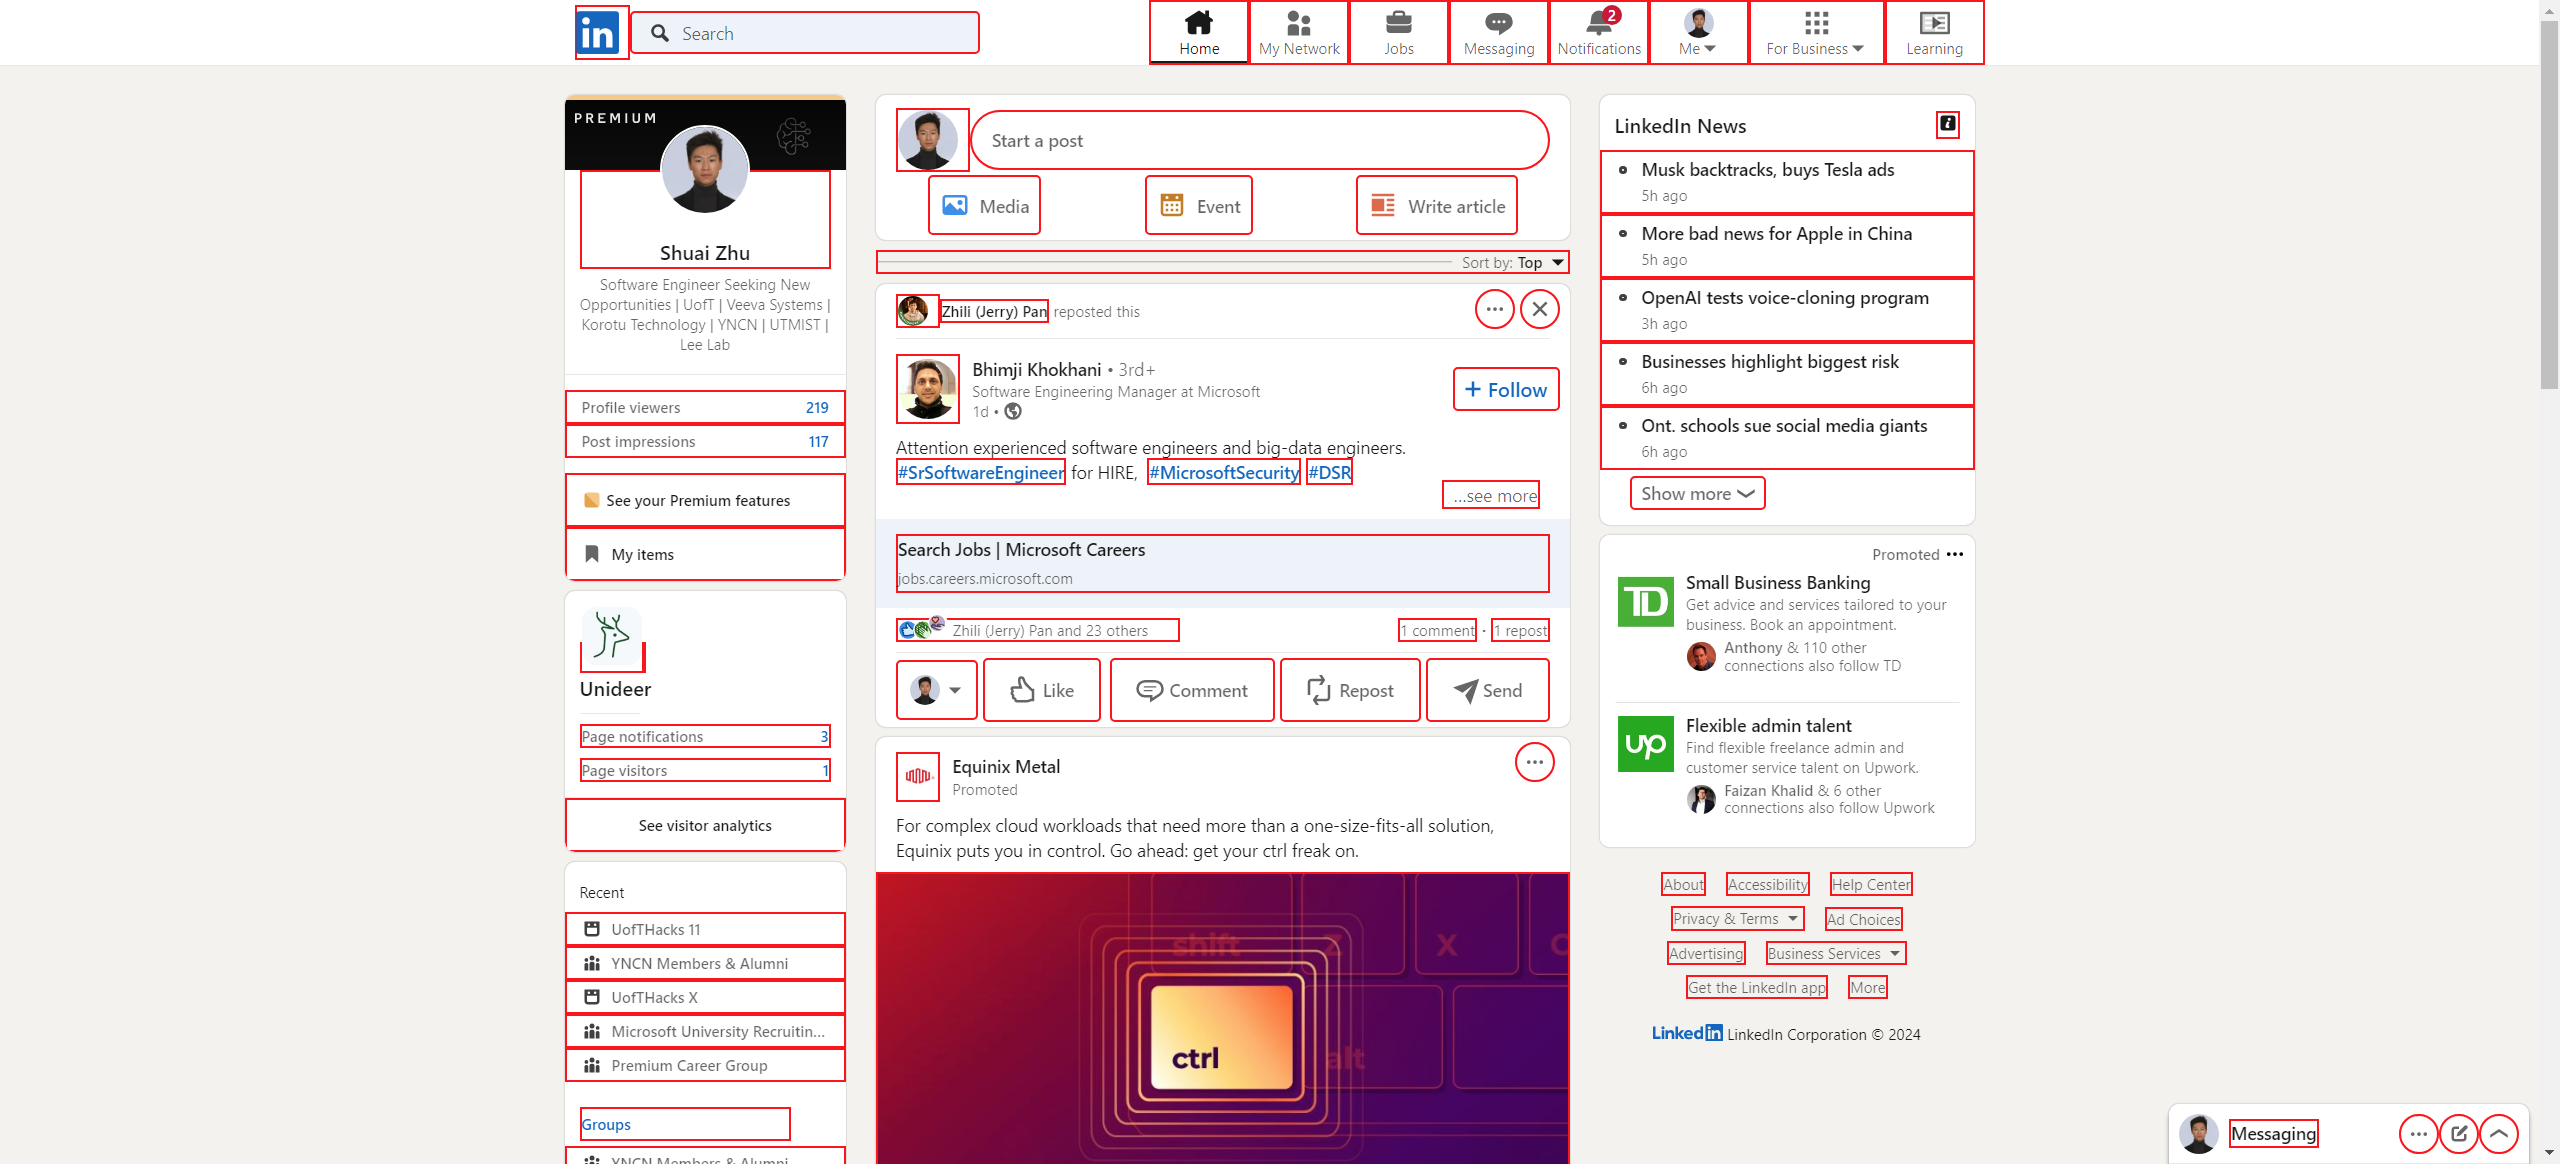 in
Search
Home
My Network
Jobs
Messaging
2
Notifications
Me
For Business
Learning
PREMIUM
Shuai Zhu
Software Engineer Seeking New
Opportunities | UofT | Veeva Systems |
Korotu Technology | YNCN | UTMIST |
Lee Lab
Profile viewers 219
Post impressions 117
See your Premium features
My items
Unideer
Page notifications 3
Page visitors 1
See visitor analytics
Recent
UofTHacks 11
YNCN Members & Alumni
UofTHacks X
Microsoft University Recruitin...
Premium Career Group
Groups
YNCN Members & Alumni
Start a post
Media
Event
Write article
Sort by: Top
Zhili (Jerry) Pan reposted this
Bhimji Khokhani • 3rd+
Software Engineering Manager at Microsoft
1d •
Follow
Attention experienced software engineers and big-data engineers.
#SrSoftwareEngineer for HIRE, #MicrosoftSecurity #DSR
...see more
Search Jobs | Microsoft Careers
jobs.careers.microsoft.com
Zhili (Jerry) Pan and 23 others
1 comment · 1 repost
Like
Comment
Repost
Send
Equinix Metal
Promoted
For complex cloud workloads that need more than a one-size-fits-all solution,
Equinix puts you in control. Go ahead: get your ctrl freak on.
shift Z X C
ctrl alt
LinkedIn News
Musk backtracks, buys Tesla ads
5h ago
More bad news for Apple in China
5h ago
OpenAI tests voice-cloning program
3h ago
Businesses highlight biggest risk
6h ago
Ont. schools sue social media giants
6h ago
Show more
Promoted
TD
Small Business Banking
Get advice and services tailored to your
business. Book an appointment.
Anthony & 110 other
connections also follow TD
up
Flexible admin talent
Find flexible freelance admin and
customer service talent on Upwork.
Faizan Khalid & 6 other
connections also follow Upwork
About Accessibility Help Center
Privacy & Terms Ad Choices
Advertising Business Services
Get the LinkedIn app More
LinkedIn LinkedIn Corporation © 2024
Messaging